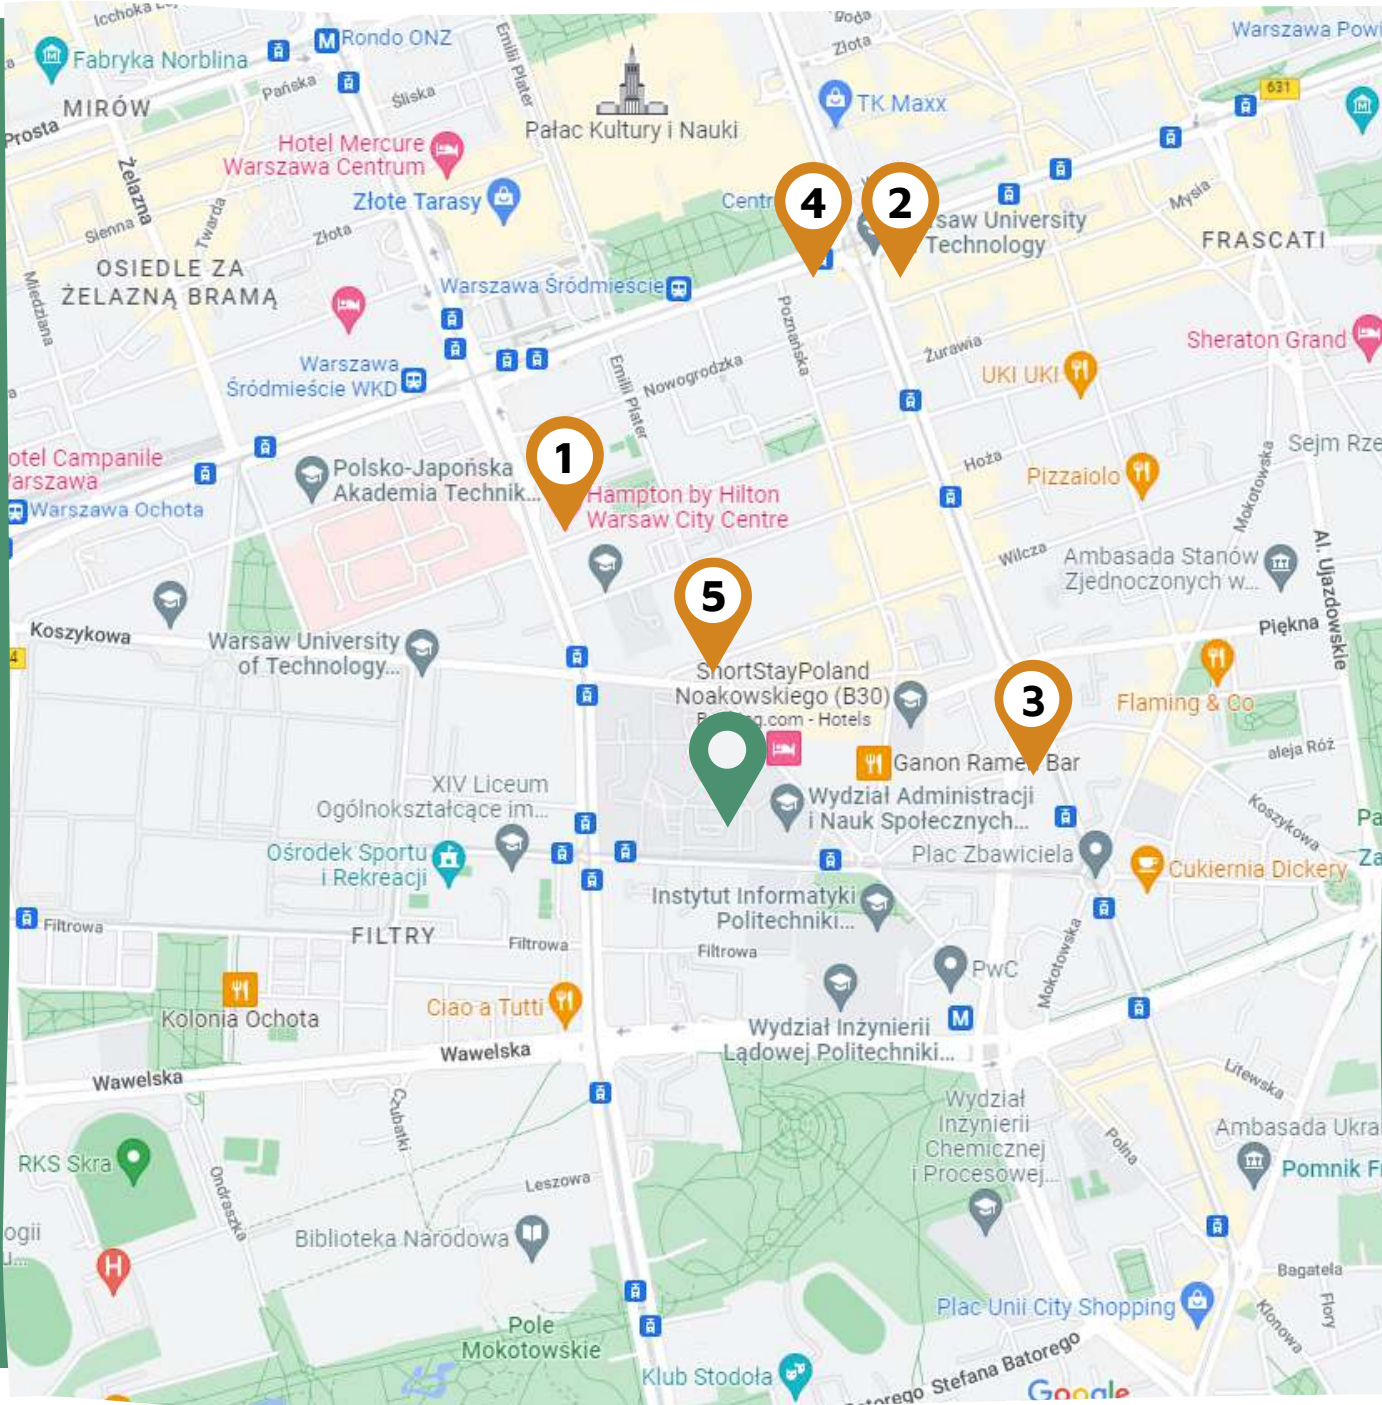 Icchoka
Rondo ONZ
Fabryka Norblina
MIRÓW
Prosta
Pańska
Śliska
Emilii Plater
Pałac Kultury i Nauki
Złota
TK Maxx
Warszawa Powi
631
Hotel Mercure
Warszawa Centrum
Złote Tarasy
Żelazna
Twarda
Sienna
Złota
Miedziana
OSIEDLE ZA
ŻELAZNĄ BRAMĄ
Centr
4
2
saw University
Technology
Mysia
FRASCATI
Warszawa Śródmieście
Poznańska
Żurawia
Sheraton Grand
UKI UKI
Warszawa
Śródmieście WKD
Emilii Plater
Nowogrodzka
otel Campanile
arszawa
Warszawa Ochota
Polsko-Japońska
Akademia Technik...
1
Hampton by Hilton
Warsaw City Centre
Hoża
Pizzaiolo
Mokotowska
Sejm Rze
Wilcza
Ambasada Stanów
Zjednoczonych w...
Al. Ujazdowskie
Piękna
5
Koszykowa
4
Warsaw University
of Technology...
ShortStayPoland
Noakowskiego (B30)
Booking.com - Hotels
3
Flaming & Co
aleja Róż
Ganon Ramen Bar
XIV Liceum
Ogólnokształcące im...
Wydział Administracji
i Nauk Społecznych...
Koszykowa
Pa
Za
Ośrodek Sportu
i Rekreacji
Plac Zbawiciela
Cukiernia Dickery
Instytut Informatyki
Politechniki...
Filtrowa
FILTRY
Filtrowa
Filtrowa
Mokotowska
PwC
Kolonia Ochota
Ciao a Tutti
Wydział Inżynierii
Lądowej Politechniki...
Wawelska
Wawelska
Czubatki
Litewska
Wydział
Inżynierii
Chemicznej
i Procesowej...
Polna
Ambasada Ukra
Pomnik F
RKS Skra
Ondraszka
Leszowa
ogii
Biblioteka Narodowa
H
Bagatela
Plac Unii City Shopping
Klonowa
Flory
Pole
Mokotowskie
Klub Stodoła
torego Stefana Batorego
Google